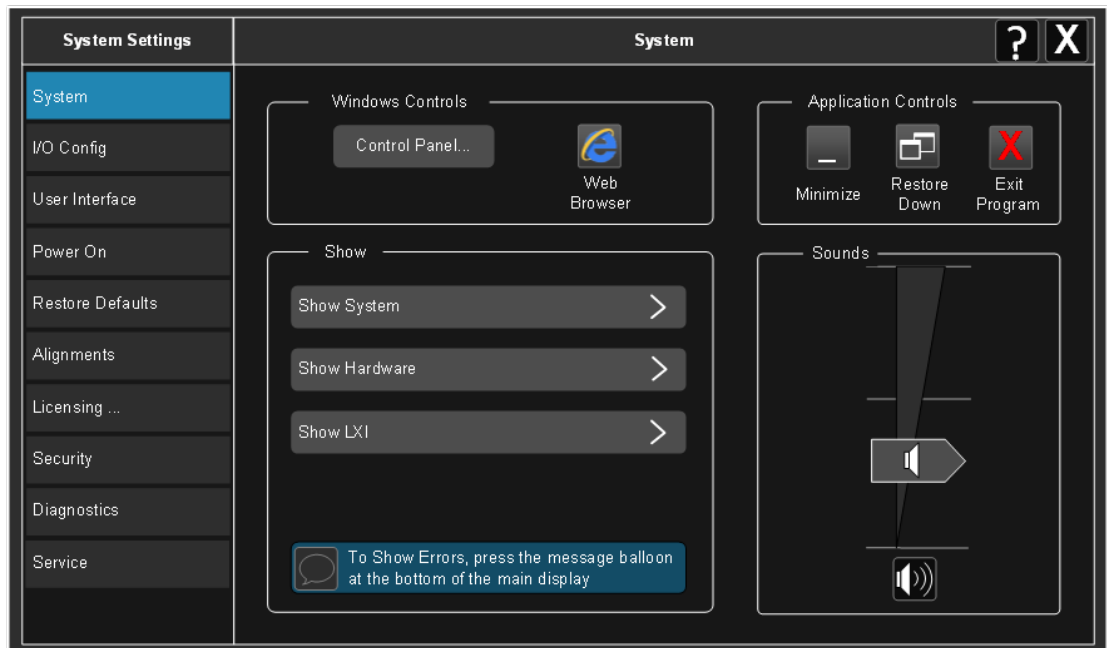 System Settings
System
? X
System
I/O Config
User Interface
Power On
Restore Defaults
Alignments
Licensing ...
Security
Diagnostics
Service
Windows Controls
Control Panel...
Web
Browser
Application Controls
Minimize
Restore
Down
Exit
Program
Show
Show System
Show Hardware
Show LXI
To Show Errors, press the message balloon
at the bottom of the main display
Sounds